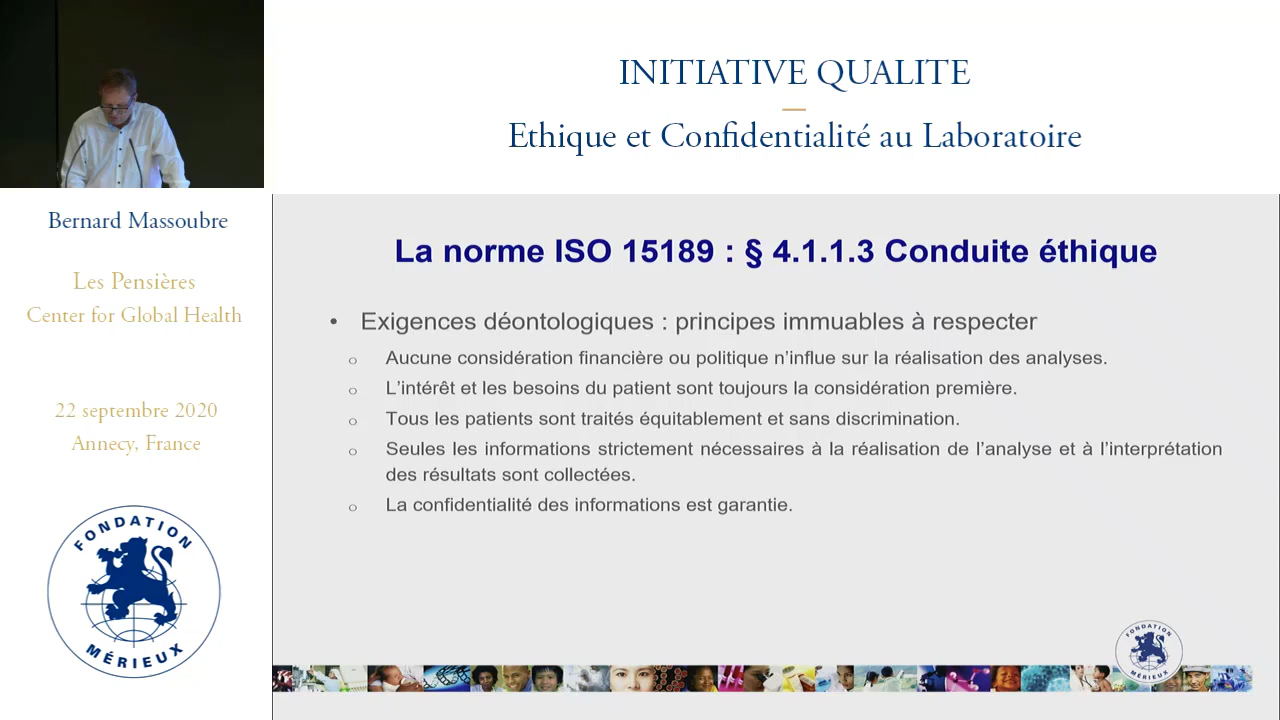 INITIATIVE QUALITE
Ethique et Confidentialité au Laboratoire
Bernard Massoubre
Les Pensières
Center for Global Health
22 septembre 2020
Annecy, France
FONDATION
MÉRIEUX
La norme ISO 15189 : § 4.1.1.3 Conduite éthique
• Exigences déontologiques : principes immuables à respecter
o Aucune considération financière ou politique n’influe sur la réalisation des analyses.
o L’intérêt et les besoins du patient sont toujours la considération première.
o Tous les patients sont traités équitablement et sans discrimination.
o Seules les informations strictement nécessaires à la réalisation de l’analyse et à l’interprétation
des résultats sont collectées.
o La confidentialité des informations est garantie.
FONDATION
MÉRIEUX